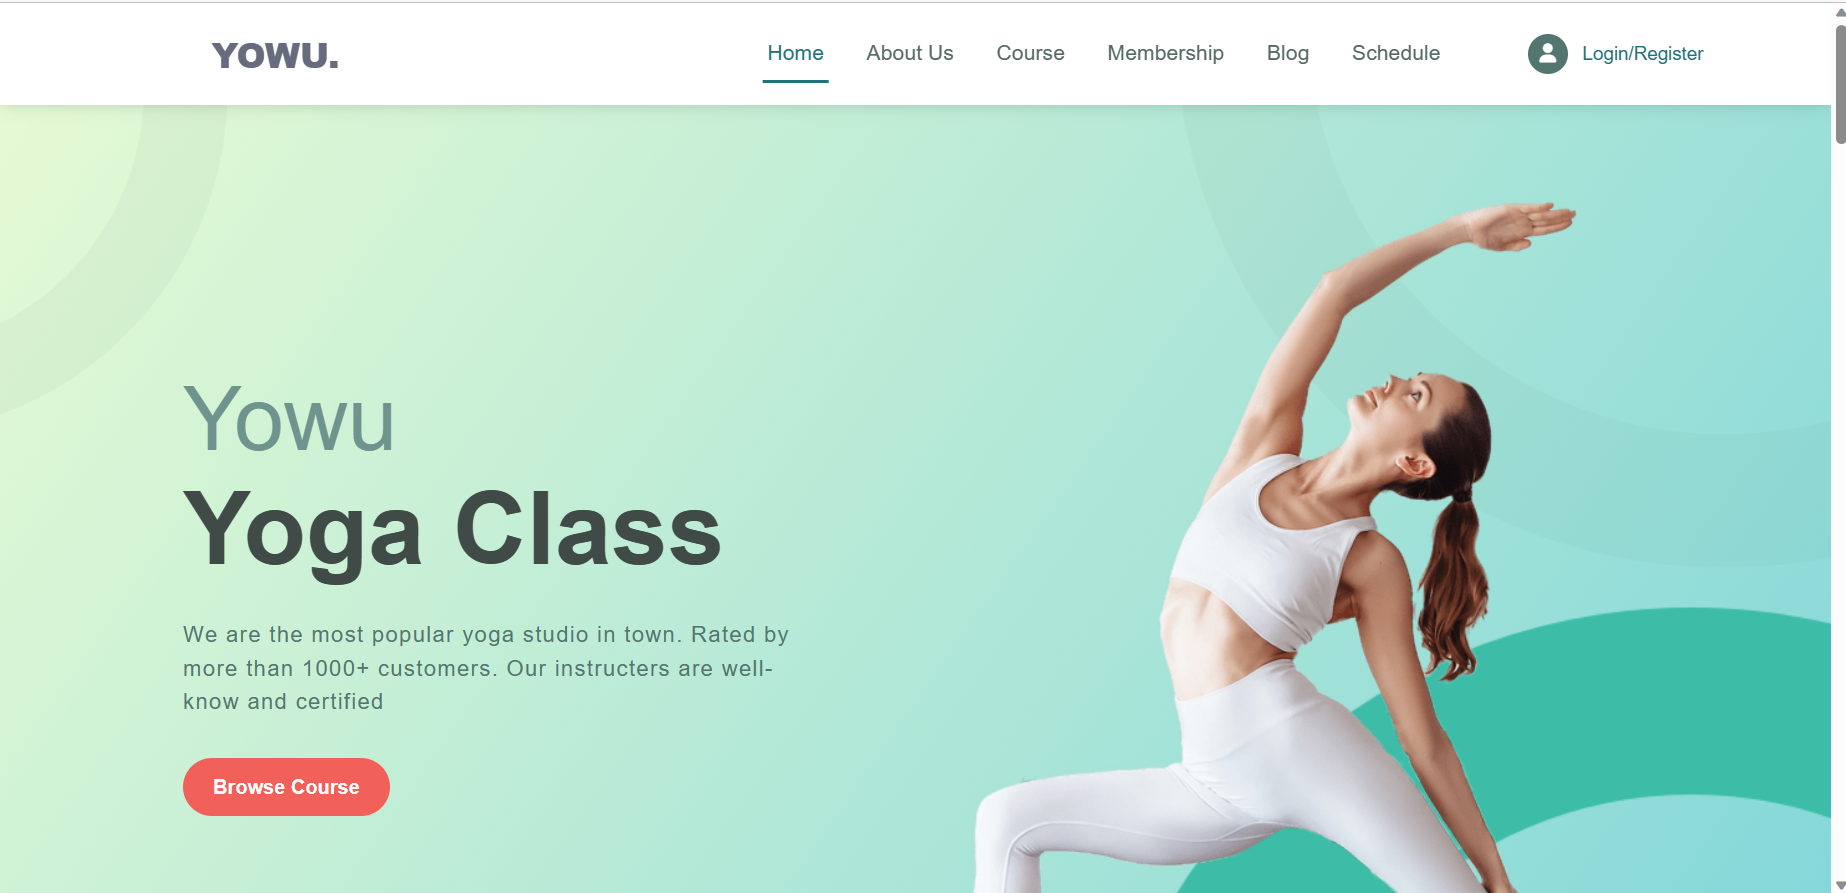 YOWU.
Home
About Us
Course
Membership
Blog
Schedule
Login/Register
Yowu
Yoga Class
We are the most popular yoga studio in town. Rated by
more than 1000+ customers. Our instructers are well-
know and certified
Browse Course